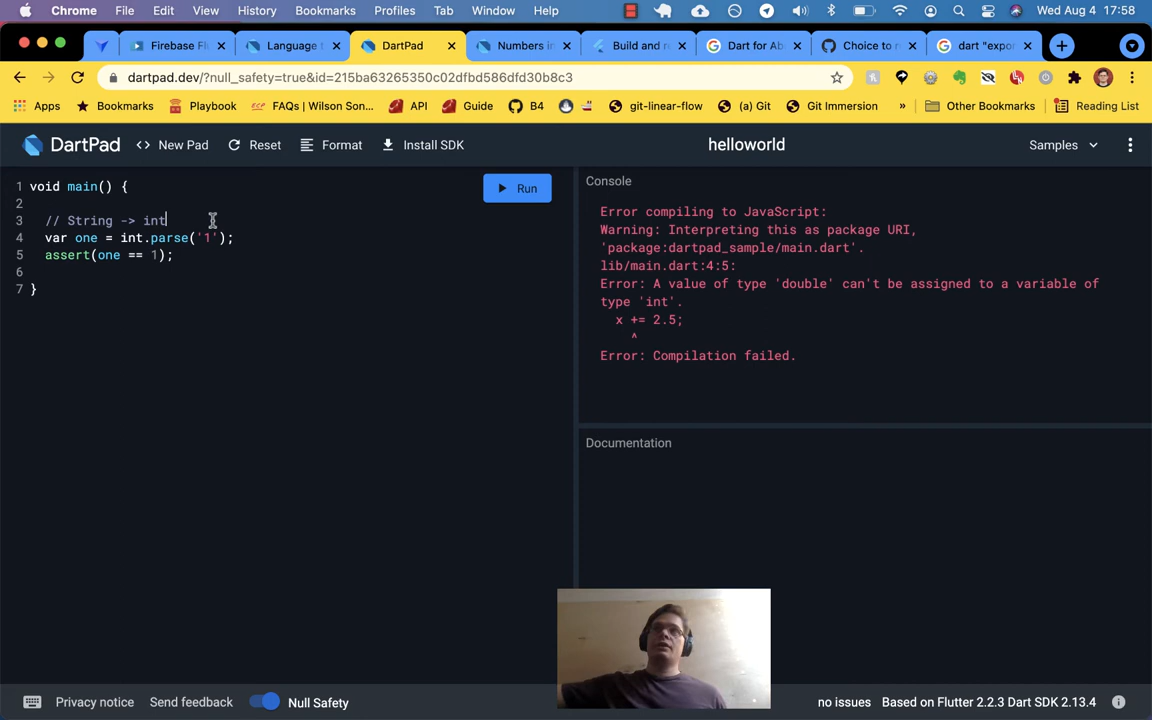 Chrome File Edit View History Bookmarks Profiles Tab Window Help Wed Aug 4 17:58
Firebase Fl Language DartPad Numbers in Build and r Dart for Ab Choice to r dart "expor
dartpad.dev/?null_safety=true&id=215ba63265350c02dfbd586dfd30b8c3
Apps Bookmarks Playbook FAQs | Wilson Son... API Guide B4 git-linear-flow (a) Git Git Immersion » Other Bookmarks Reading List
DartPad <> New Pad Reset Format Install SDK helloworld Samples
1 void main() {
2
3 // String -> int
4 var one = int.parse('1');
5 assert(one == 1);
6
7 }
Run
Console
Error compiling to JavaScript:
Warning: Interpreting this as package URI,
'package:dartpad_sample/main.dart'.
lib/main.dart:4:5:
Error: A value of type 'double' can't be assigned to a variable of
type 'int'.
x += 2.5;
^
Error: Compilation failed.
Documentation
Privacy notice Send feedback Null Safety no issues Based on Flutter 2.2.3 Dart SDK 2.13.4